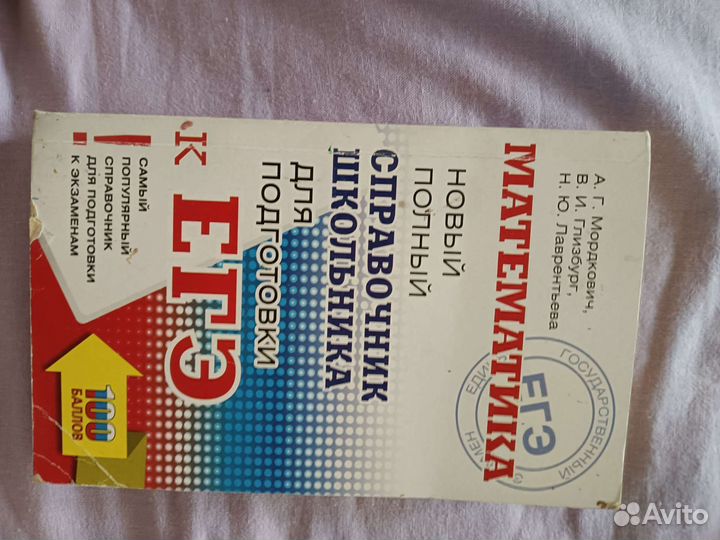 А. Г. Мордкович,
В. И. Глизбург,
Н. Ю. Лаврентьева
МАТЕМАТИКА
ГОСУДАРСТВЕННЫЙ
ЕГЭ
НОВЫЙ
ПОЛНЫЙ
СПРАВОЧНИК
ШКОЛЬНИКА
ДЛЯ
ПОДГОТОВКИ
К ЕГЭ
!
САМЫЙ
ПОПУЛЯРНЫЙ
СПРАВОЧНИК
ДЛЯ ПОДГОТОВКИ
К ЭКЗАМЕНАМ
100
БАЛЛОВ
Avito